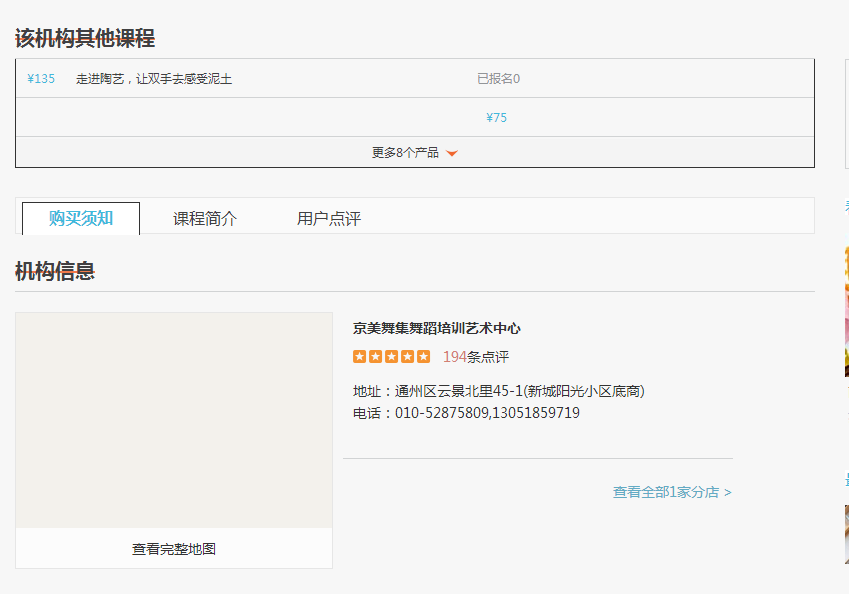 该机构其他课程
¥135 走进陶艺，让双手去感受泥土 已报名0
¥75
更多8个产品
购买须知 课程简介 用户点评
机构信息
京美舞集舞蹈培训艺术中心
194条点评
地址：通州区云景北里45-1(新城阳光小区底商)
电话：010-52875809,13051859719
查看全部1家分店 >
查看完整地图